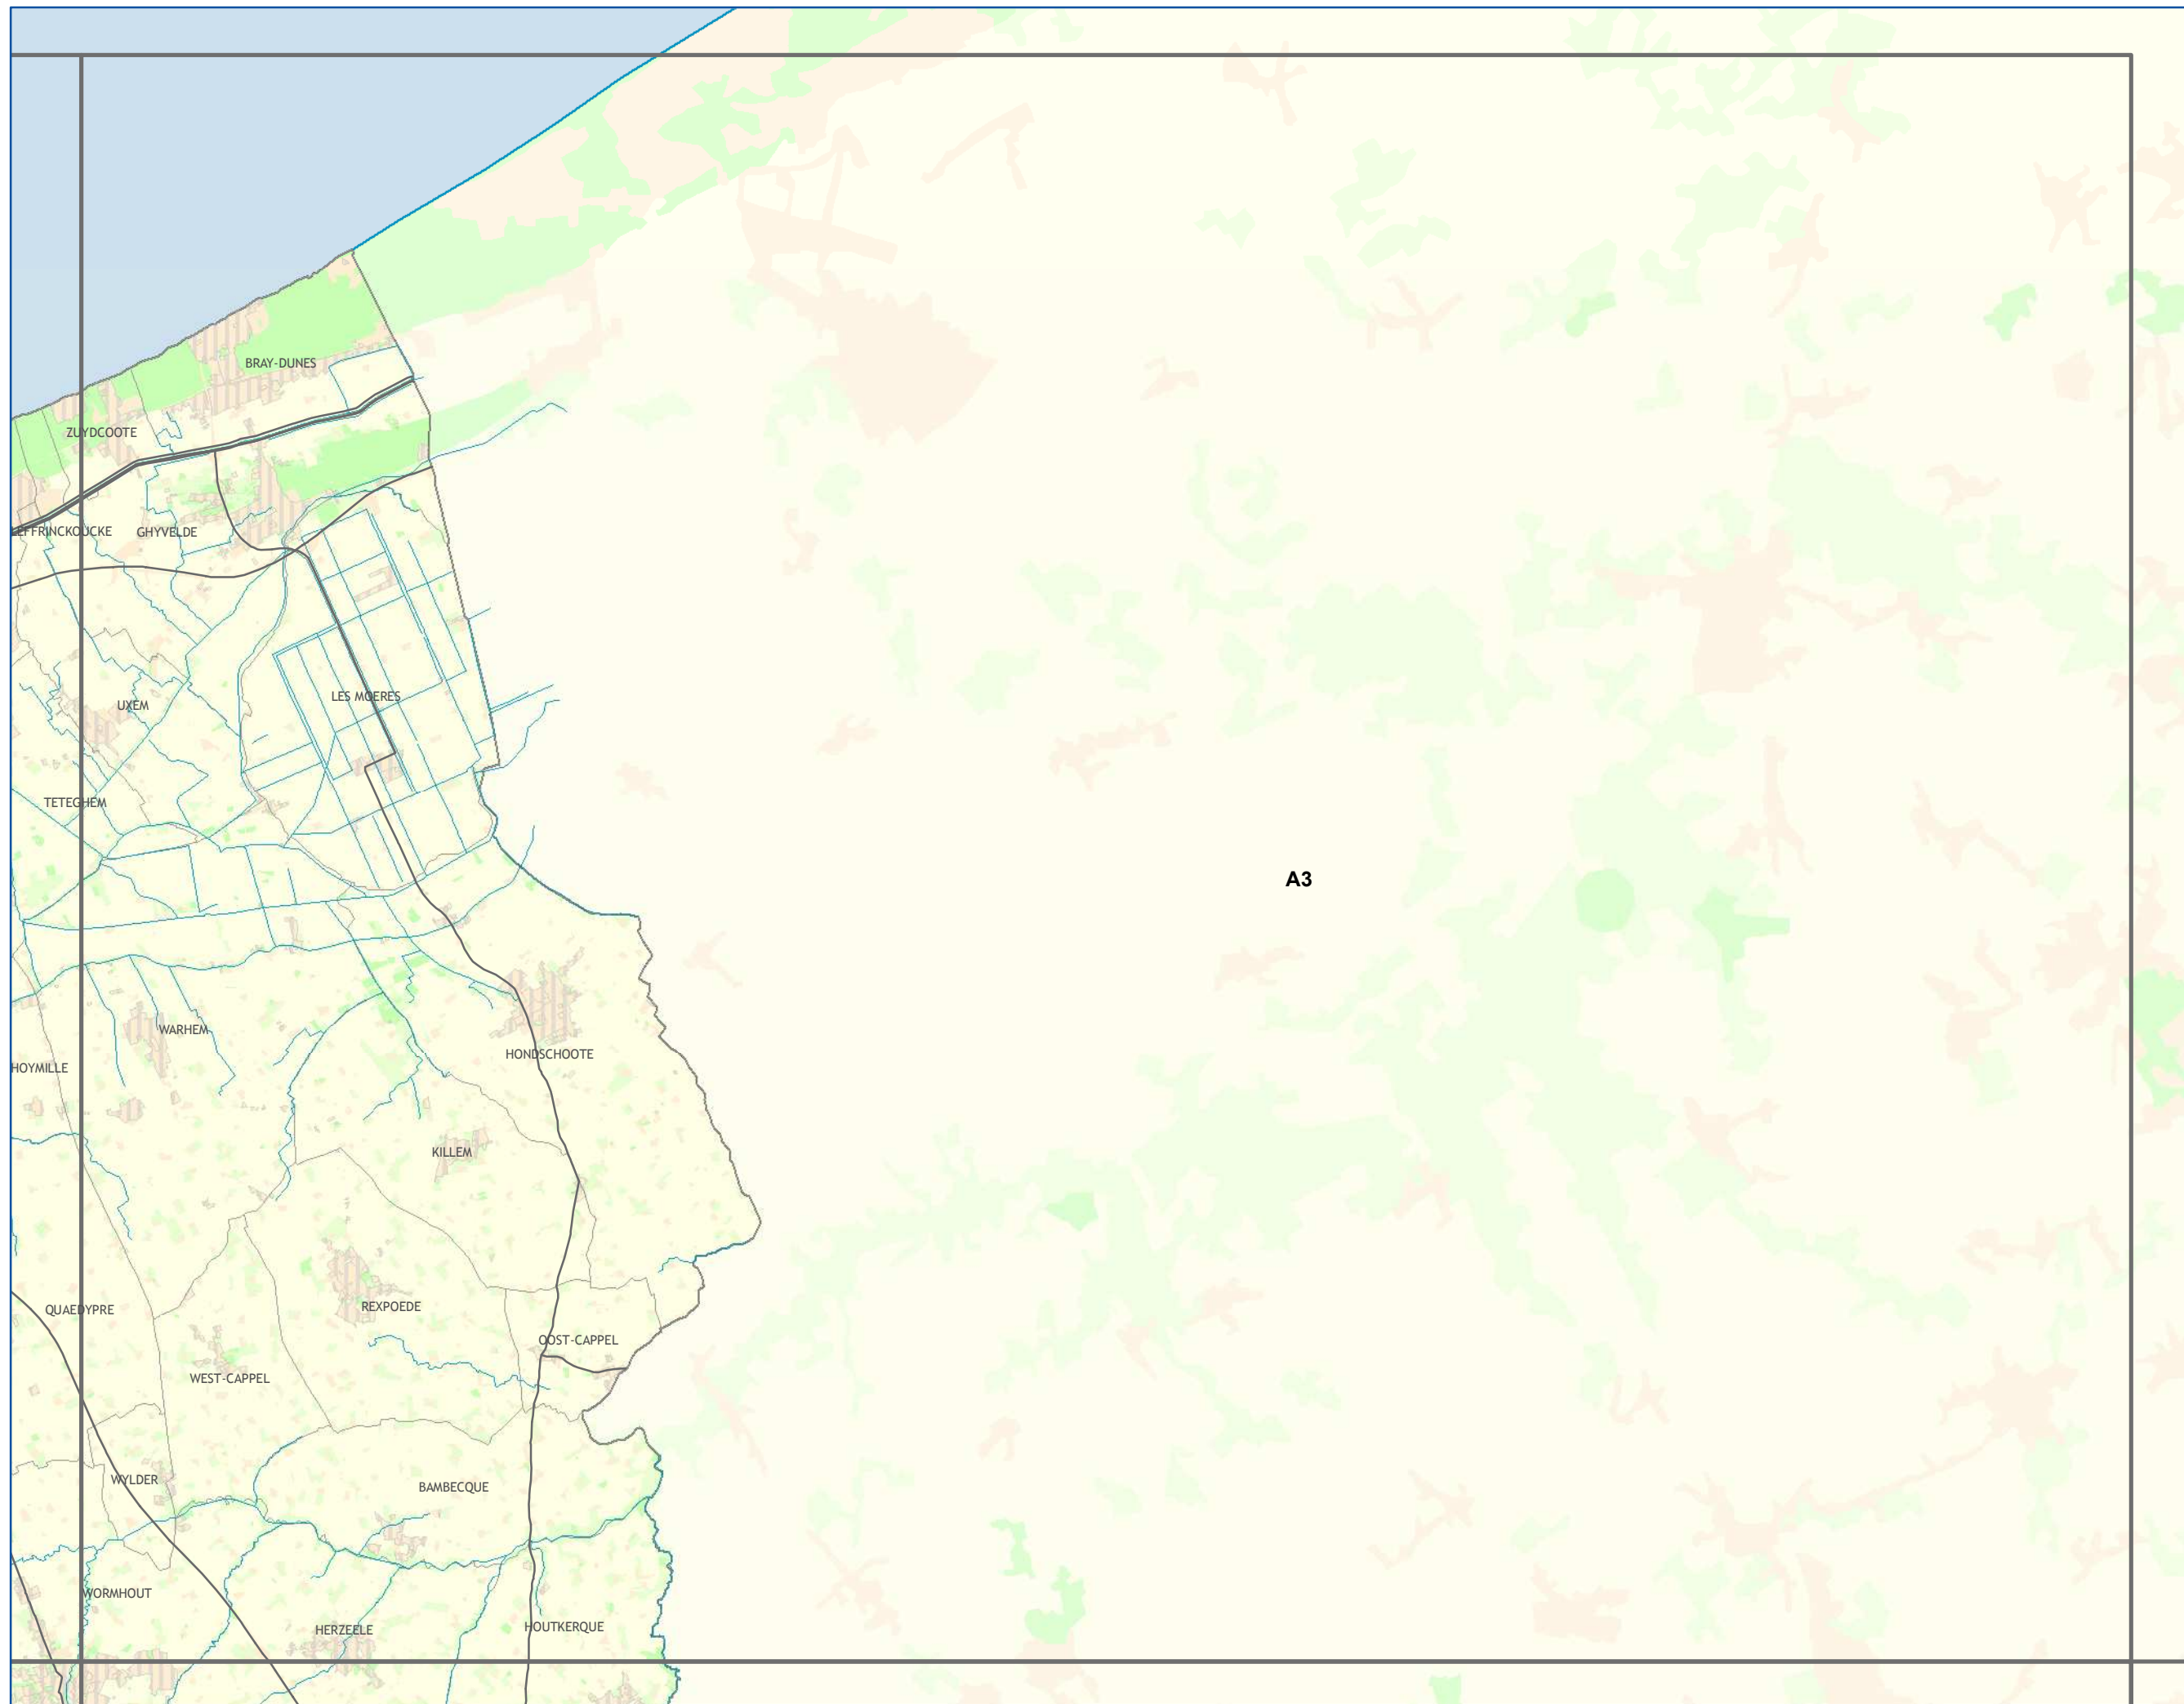 BRAY-DUNES
ZUYDCOOTE
LEFFRINCKOUCKE
GHYVELDE
LES MOERES
UXEM
TETEGHEM
A3
WARHEM
HONDSCHOOTE
HOYMILLE
KILLEM
REXPOEDE
QUAEDYPRE
OOST-CAPPEL
WEST-CAPPEL
WYLDER
BAMBECQUE
WORMHOUT
HOUTKERQUE
HERZEELE